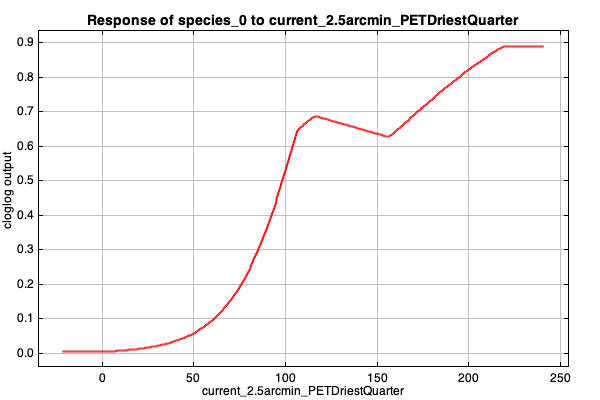 Response of species_0 to current_2.5arcmin_PETDriestQuarter
0.9
0.8
0.7
0.6
0.5
0.4
0.3
0.2
0.1
0.0
cloglog output
0 50 100 150 200 250
current_2.5arcmin_PETDriestQuarter